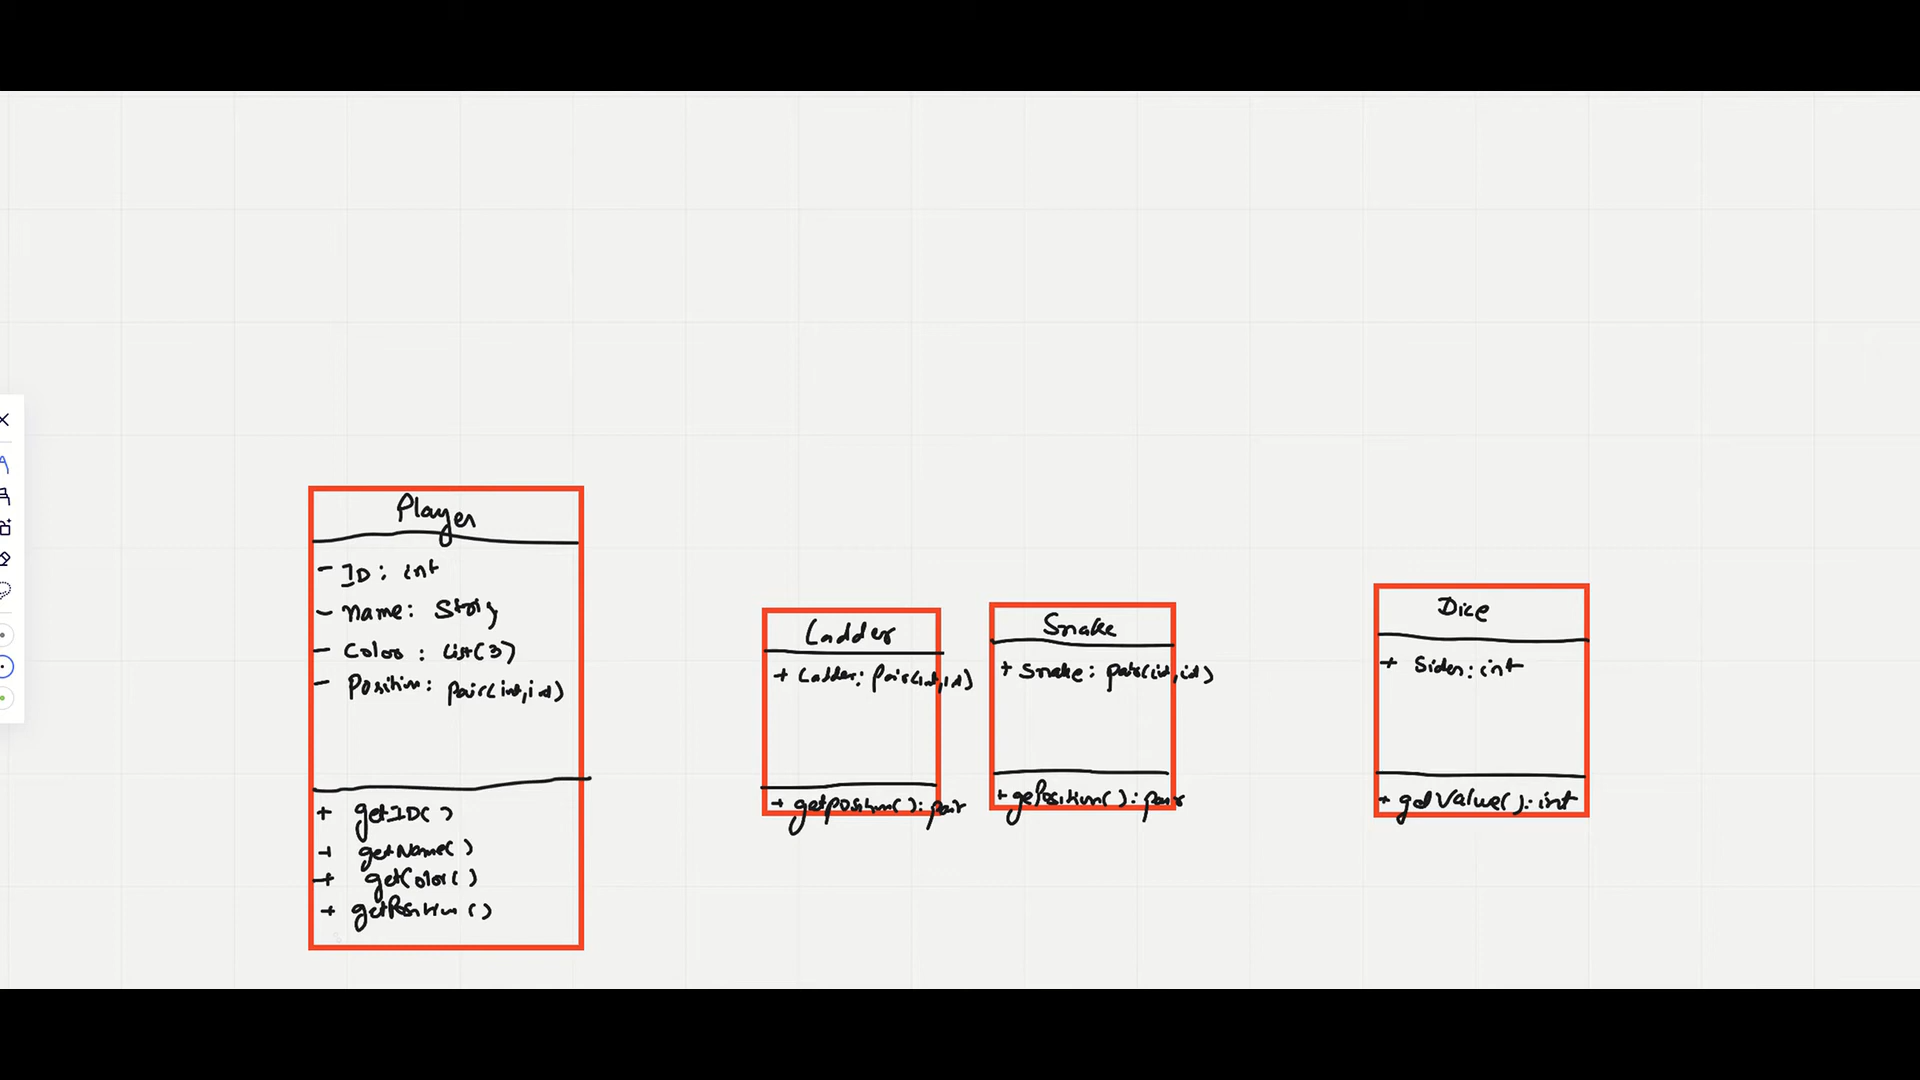 Player
- ID: int
- Name: String
- Color: List(3)
- Position: pair(int,int)
+ getID()
+ getName()
+ getColor()
+ getPosition()
Ladder
+ Ladder: Pair(int,int)
+ getposition(): pair
Snake
+ Snake: pair(int,int)
+ gePosition(): pair
Dice
+ Sides: int
+ getValue(): int